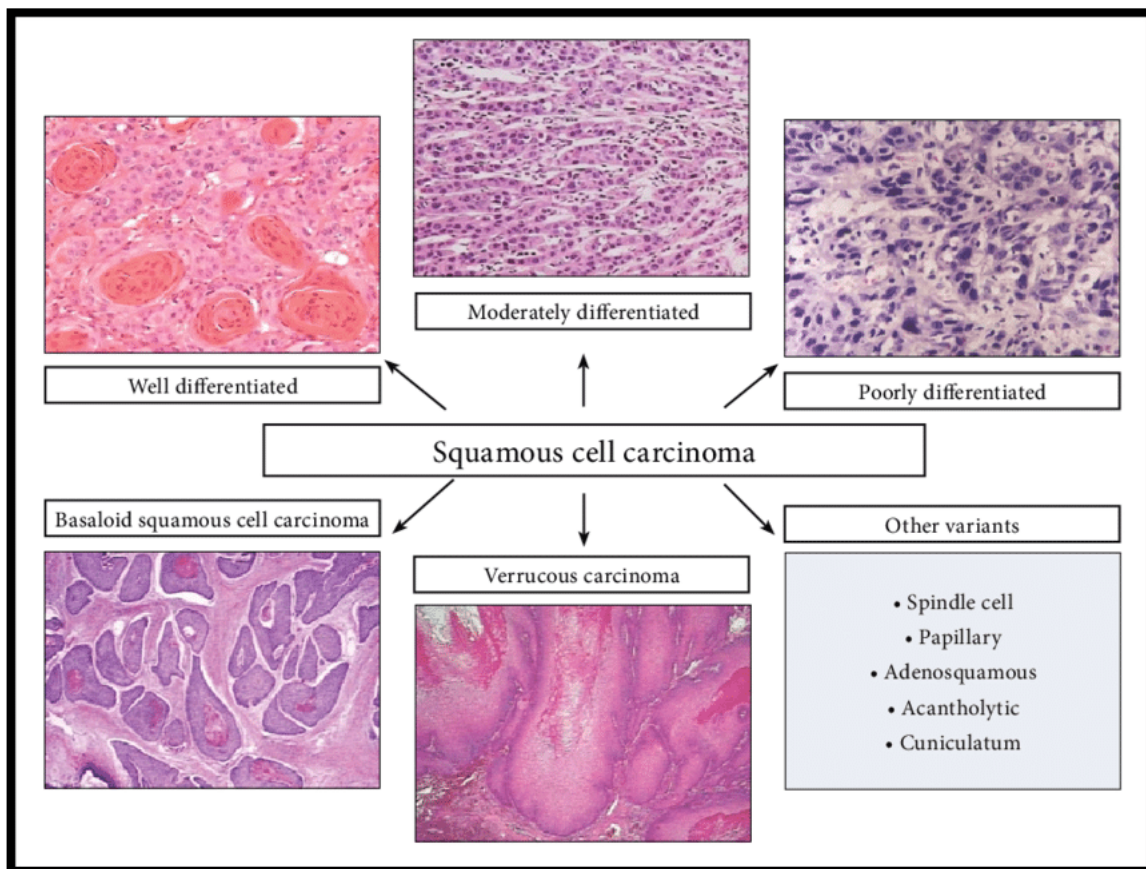 Moderately differentiated
Well differentiated
Poorly differentiated
Squamous cell carcinoma
Basaloid squamous cell carcinoma
Other variants
Verrucous carcinoma
• Spindle cell
• Papillary
• Adenosquamous
• Acantholytic
• Cuniculatum